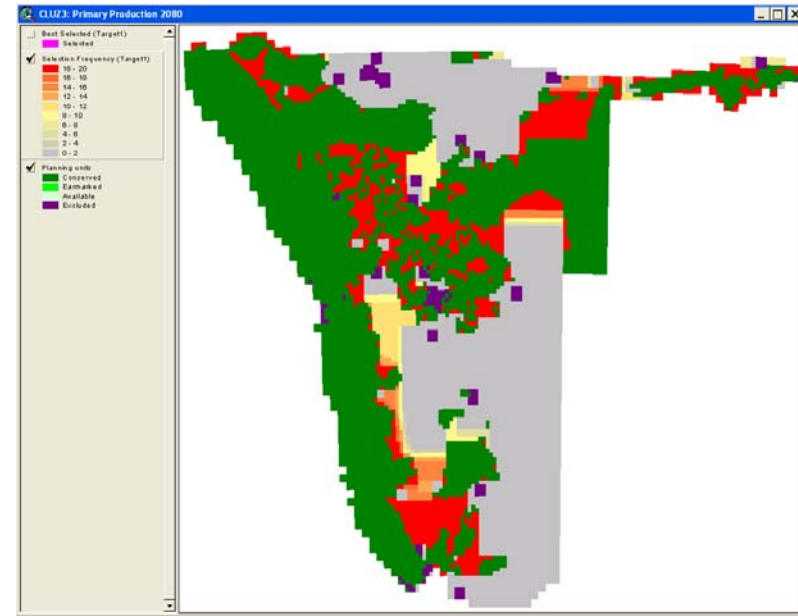 CLUZ3: Primary Production 2080
Best Selected (Target1)
Selected
Selection Frequency (Target1)
18 - 20
16 - 18
14 - 16
12 - 14
10 - 12
8 - 10
6 - 8
4 - 6
2 - 4
0 - 2
Planning units
Conserved
Earmarked
Available
Excluded